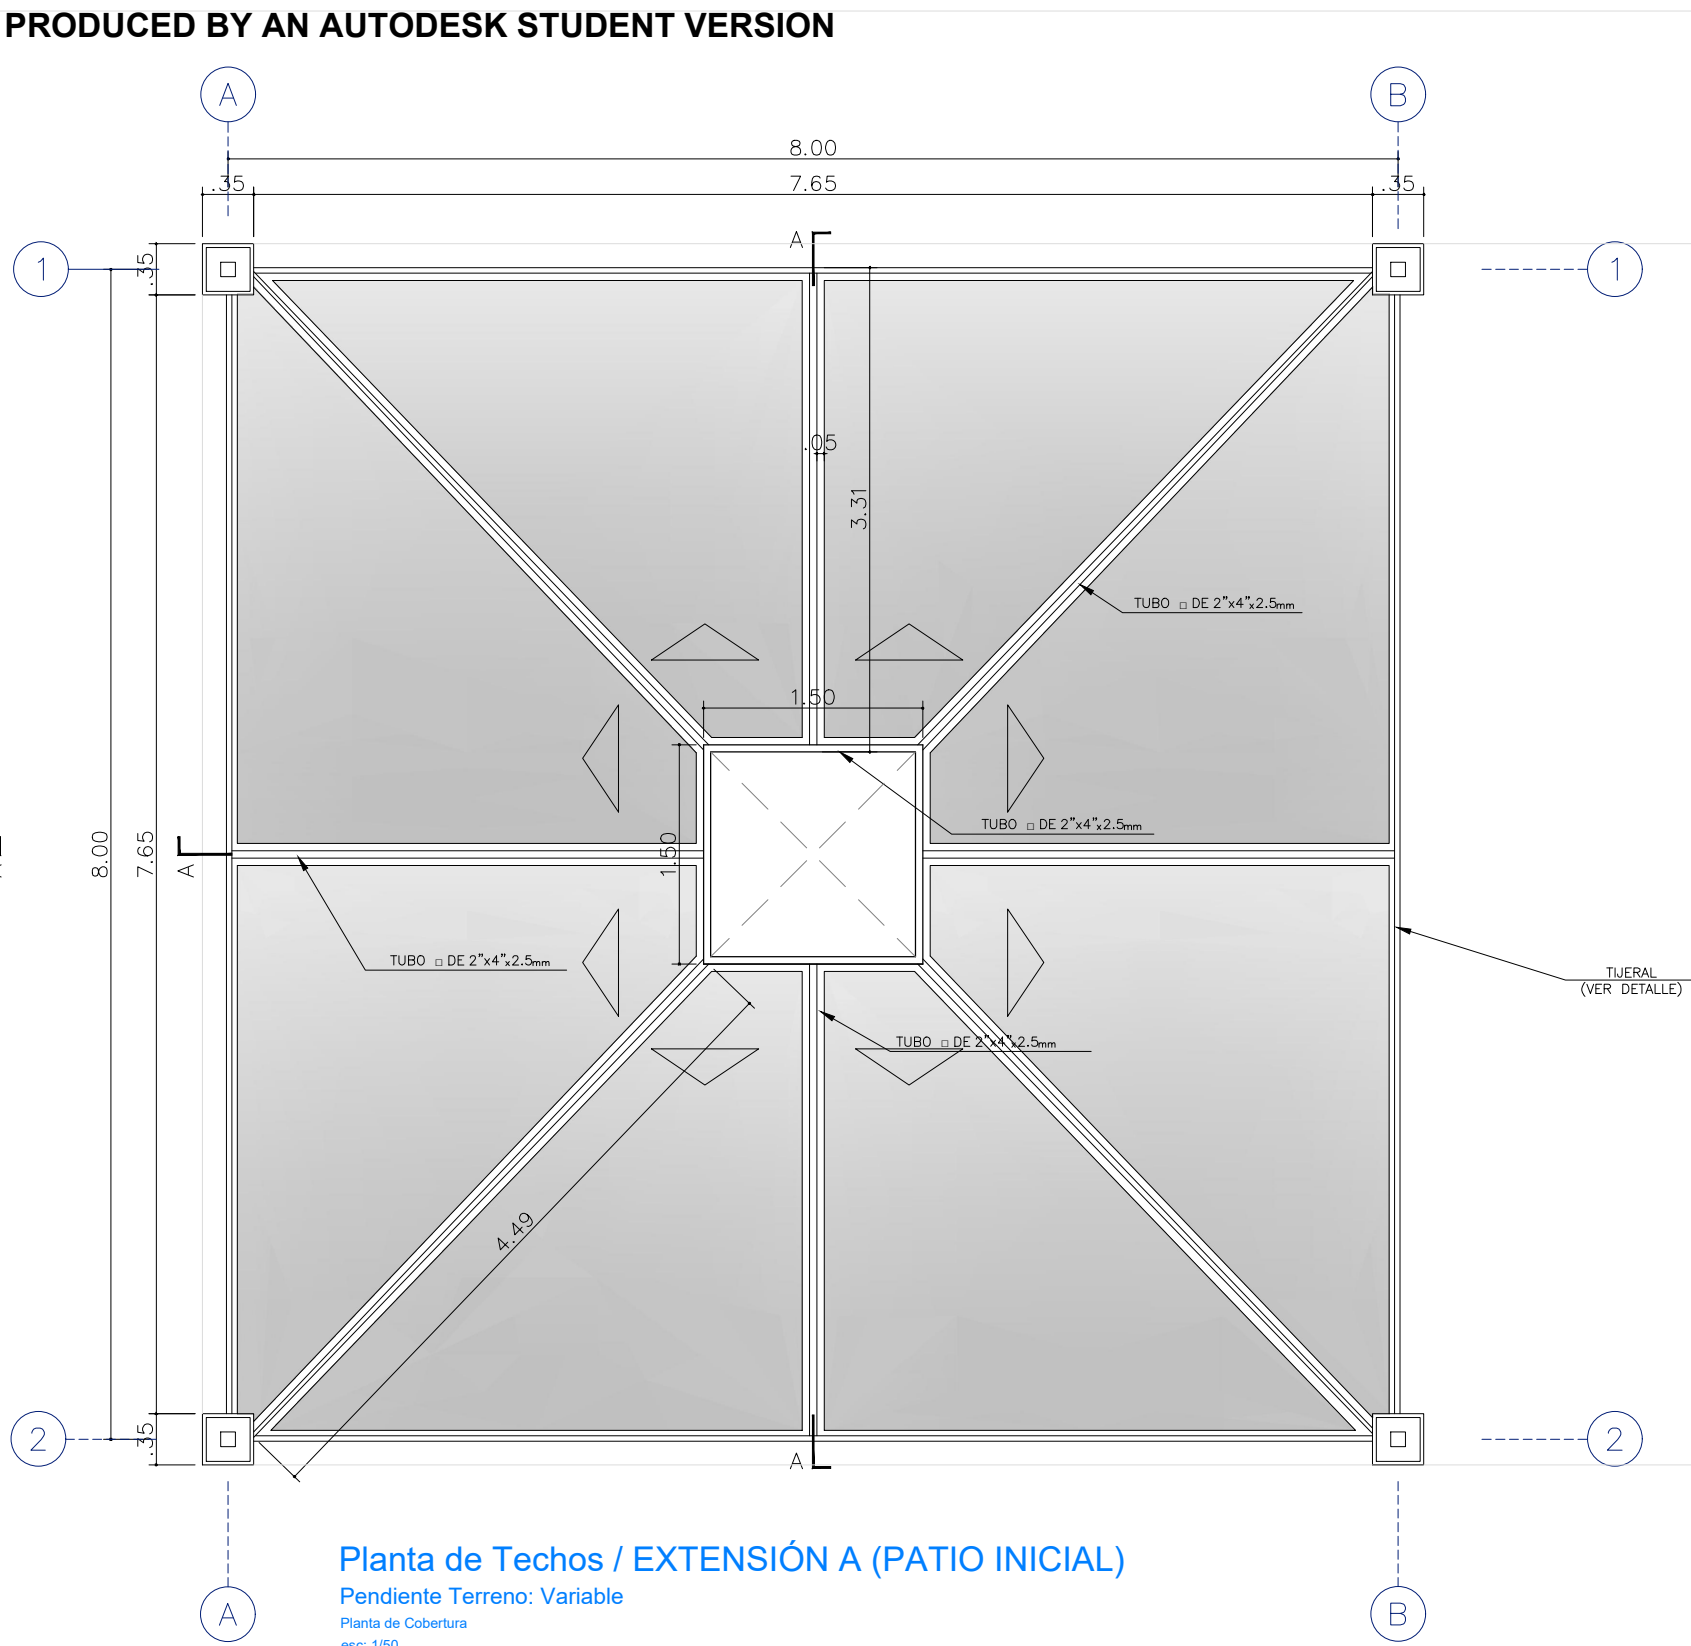 PRODUCED BY AN AUTODESK STUDENT VERSION
A
B
8.00
.35
7.65
.35
A
1
.35
1
.05
3.31
TUBO □ DE 2"x4"x2.5mm
1.50
TUBO □ DE 2"x4"x2.5mm
1.50
8.00
7.65
A
TUBO □ DE 2"x4"x2.5mm
TIJERAL
(VER DETALLE)
TUBO □ DE 2"x4"x2.5mm
4.49
2
.35
A
2
Planta de Techos / EXTENSIÓN A (PATIO INICIAL)
Pendiente Terreno: Variable
Planta de Cobertura
esc: 1/50
A
B